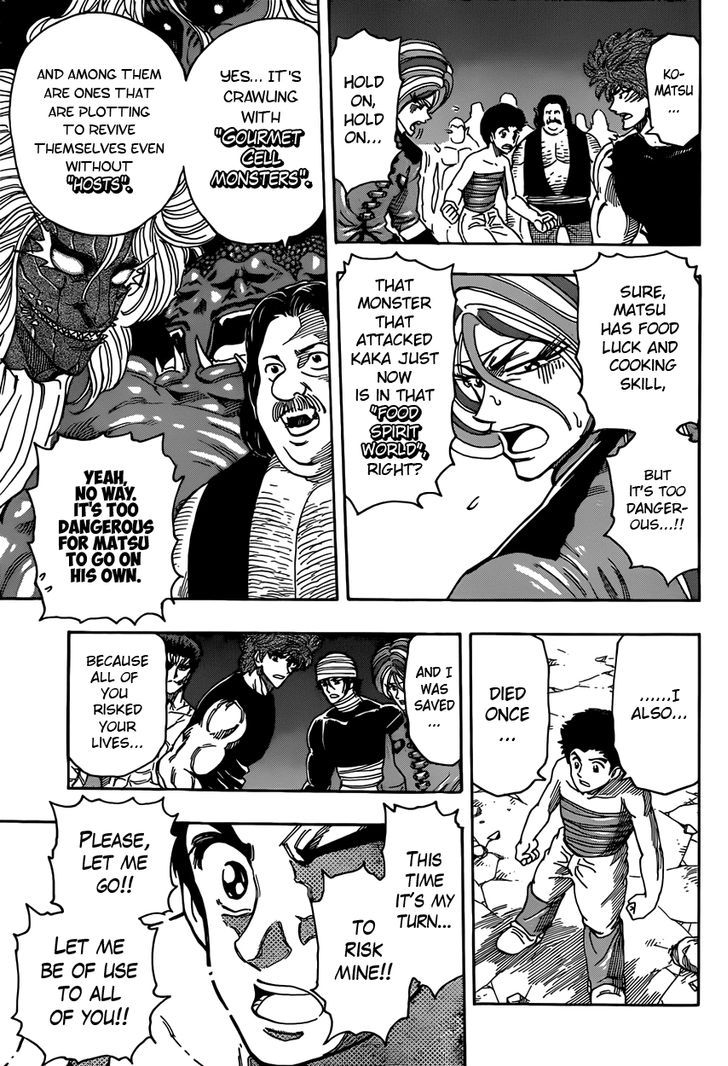 KO-
MATSU
...
HOLD
ON,
HOLD
ON...
SURE,
MATSU
HAS FOOD
LUCK AND
COOKING
SKILL,
BUT
IT'S TOO
DANGER-
OUS...!!
THAT
MONSTER
THAT
ATTACKED
KAKA JUST
NOW
IS IN THAT
"FOOD
SPIRIT
WORLD",
RIGHT?
YES... IT'S
CRAWLING
WITH
"GOURMET
CELL
MONSTERS".
AND AMONG THEM
ARE ONES THAT
ARE PLOTTING
TO REVIVE
THEMSELVES EVEN
WITHOUT
"HOSTS".
YEAH,
NO WAY.
IT'S TOO
DANGEROUS
FOR MATSU
TO GO ON
HIS OWN.
......I
ALSO...
DIED
ONCE
...
AND I
WAS
SAVED
...
BECAUSE
ALL OF
YOU
RISKED
YOUR
LIVES...
THIS
TIME
IT'S MY
TURN...
TO
RISK
MINE!!
PLEASE,
LET ME
GO!!
LET ME
BE OF USE
TO ALL
OF YOU!!